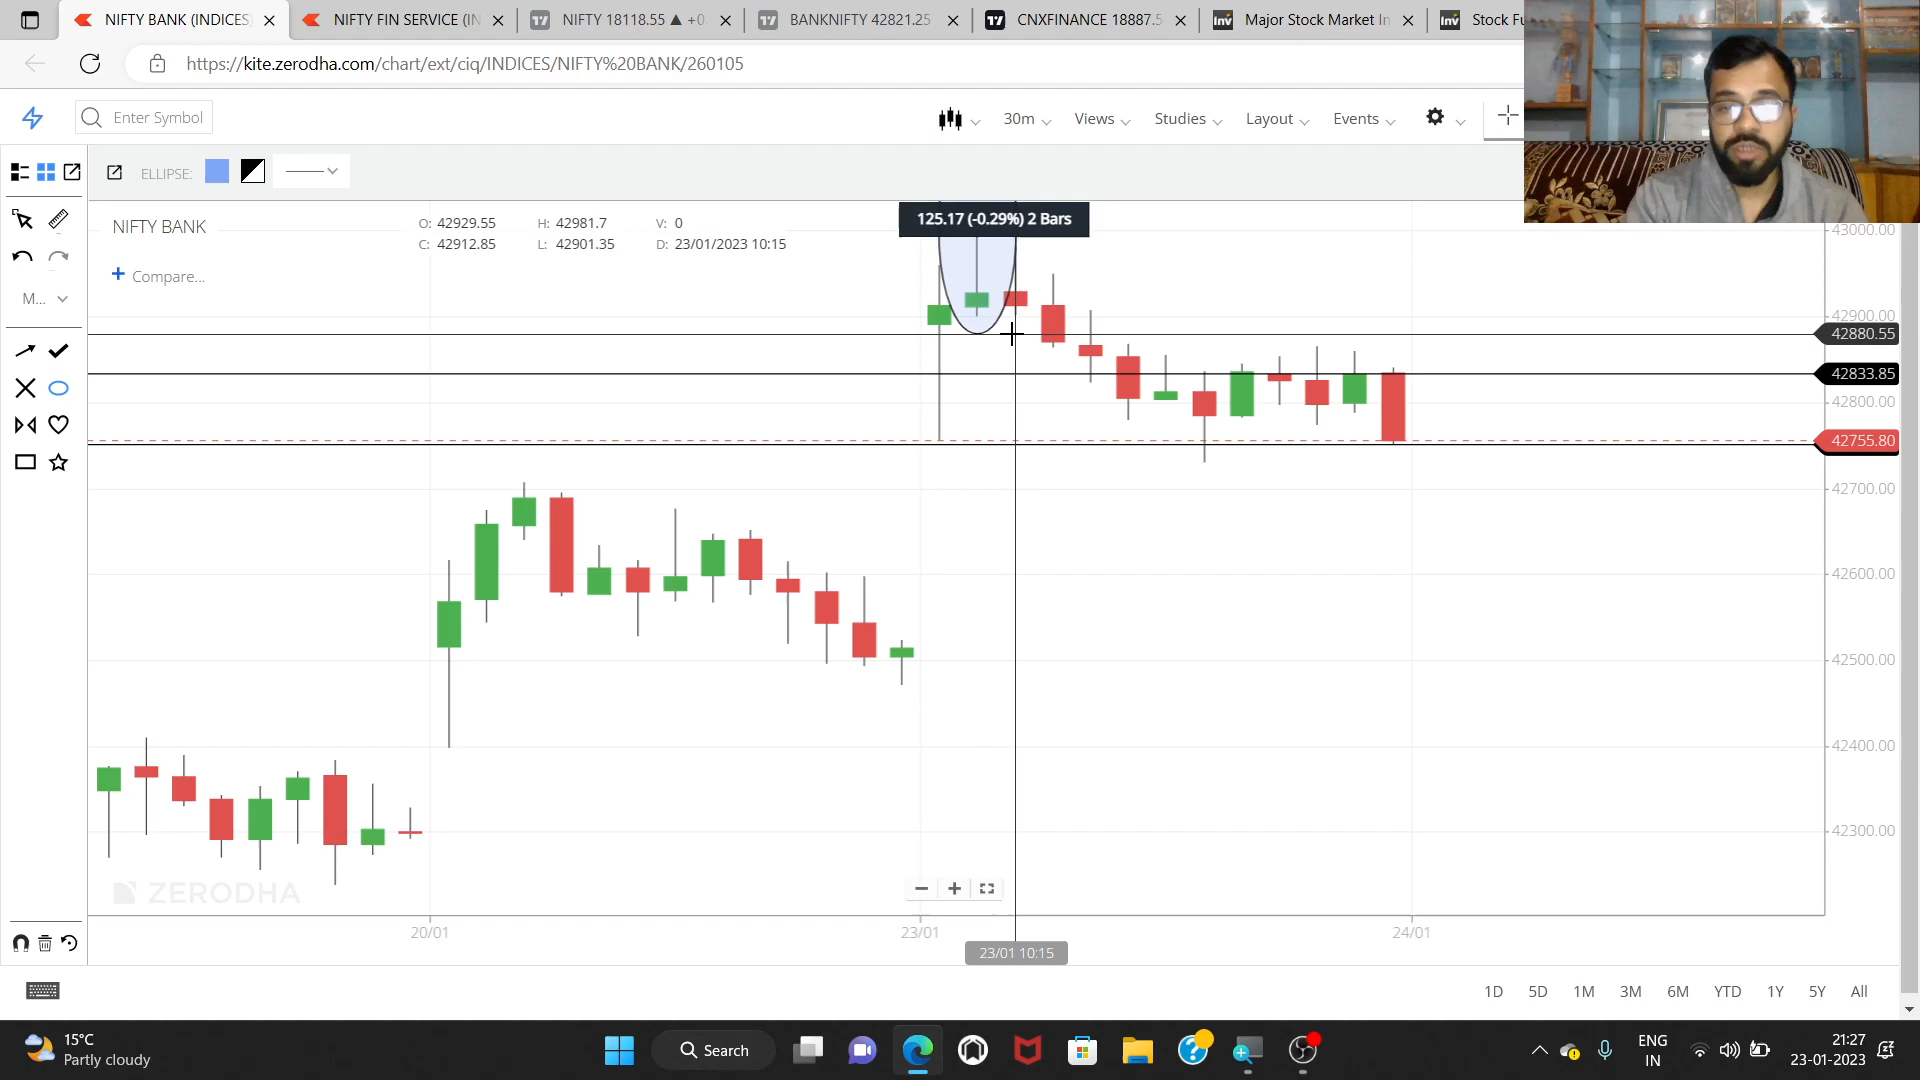 NIFTY BANK (INDICES)
NIFTY FIN SERVICE (IN
NIFTY 18118.55 ▲ +0.
BANKNIFTY 42821.25
CNXFINANCE 18887.5
Major Stock Market In
Stock Fu
https://kite.zerodha.com/chart/ext/ciq/INDICES/NIFTY%20BANK/260105
Enter Symbol
30m
Views
Studies
Layout
Events
ELLIPSE:
NIFTY BANK
O: 42929.55 H: 42981.7 V: 0
C: 42912.85 L: 42901.35 D: 23/01/2023 10:15
+ Compare...
M...
125.17 (-0.29%) 2 Bars
43000.00
42900.00
42880.55
42833.85
42800.00
42755.80
42700.00
42600.00
42500.00
42400.00
42300.00
ZERODHA
20/01
23/01
24/01
23/01 10:15
1D 5D 1M 3M 6M YTD 1Y 5Y All
15°C
Partly cloudy
Search
ENG
IN
21:27
23-01-2023